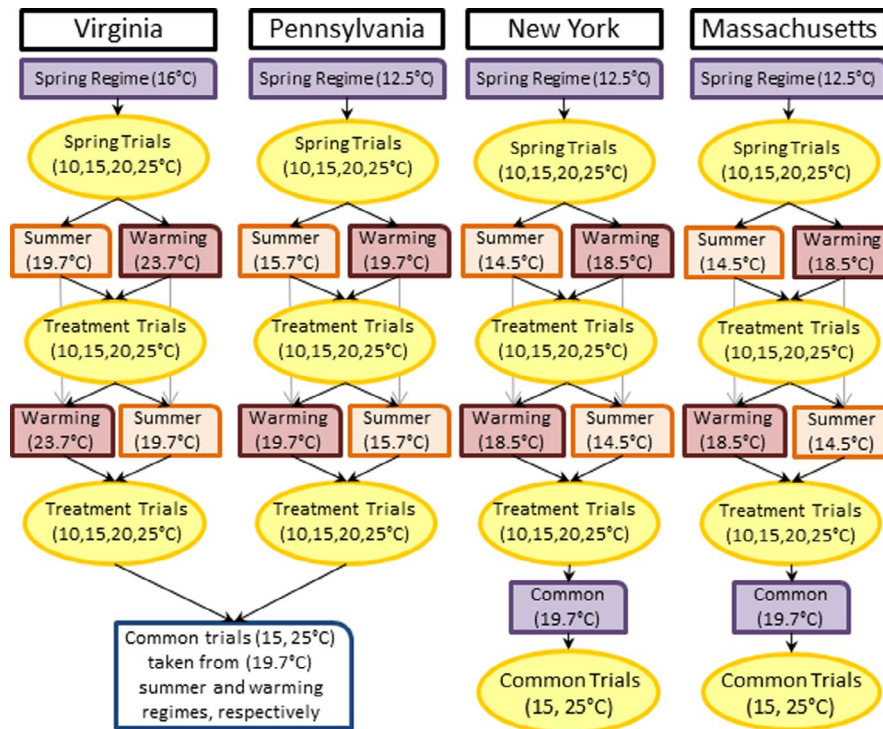 Virginia
Pennsylvania
New York
Massachusetts
Spring Regime (16°C)
Spring Regime (12.5°C)
Spring Regime (12.5°C)
Spring Regime (12.5°C)
Spring Trials
(10,15,20,25°C)
Spring Trials
(10,15,20,25°C)
Spring Trials
(10,15,20,25°C)
Spring Trials
(10,15,20,25°C)
Summer
(19.7°C)
Warming
(23.7°C)
Summer
(15.7°C)
Warming
(19.7°C)
Summer
(14.5°C)
Warming
(18.5°C)
Summer
(14.5°C)
Warming
(18.5°C)
Treatment Trials
(10,15,20,25°C)
Treatment Trials
(10,15,20,25°C)
Treatment Trials
(10,15,20,25°C)
Treatment Trials
(10,15,20,25°C)
Warming
(23.7°C)
Summer
(19.7°C)
Warming
(19.7°C)
Summer
(15.7°C)
Warming
(18.5°C)
Summer
(14.5°C)
Warming
(18.5°C)
Summer
(14.5°C)
Treatment Trials
(10,15,20,25°C)
Treatment Trials
(10,15,20,25°C)
Treatment Trials
(10,15,20,25°C)
Treatment Trials
(10,15,20,25°C)
Common trials (15, 25°C)
taken from (19.7°C)
summer and warming
regimes, respectively
Common
(19.7°C)
Common
(19.7°C)
Common Trials
(15, 25°C)
Common Trials
(15, 25°C)